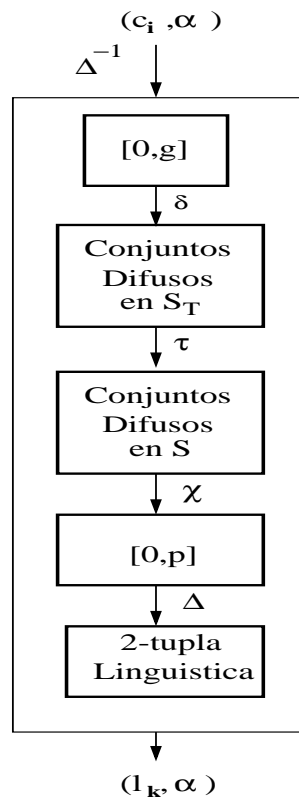 (c_i ,α )
Δ⁻¹
[0,g]
δ
Conjuntos
Difusos
en S_T
τ
Conjuntos
Difusos
en S
χ
[0,p]
Δ
2-tupla
Linguistica
(l_k,α )